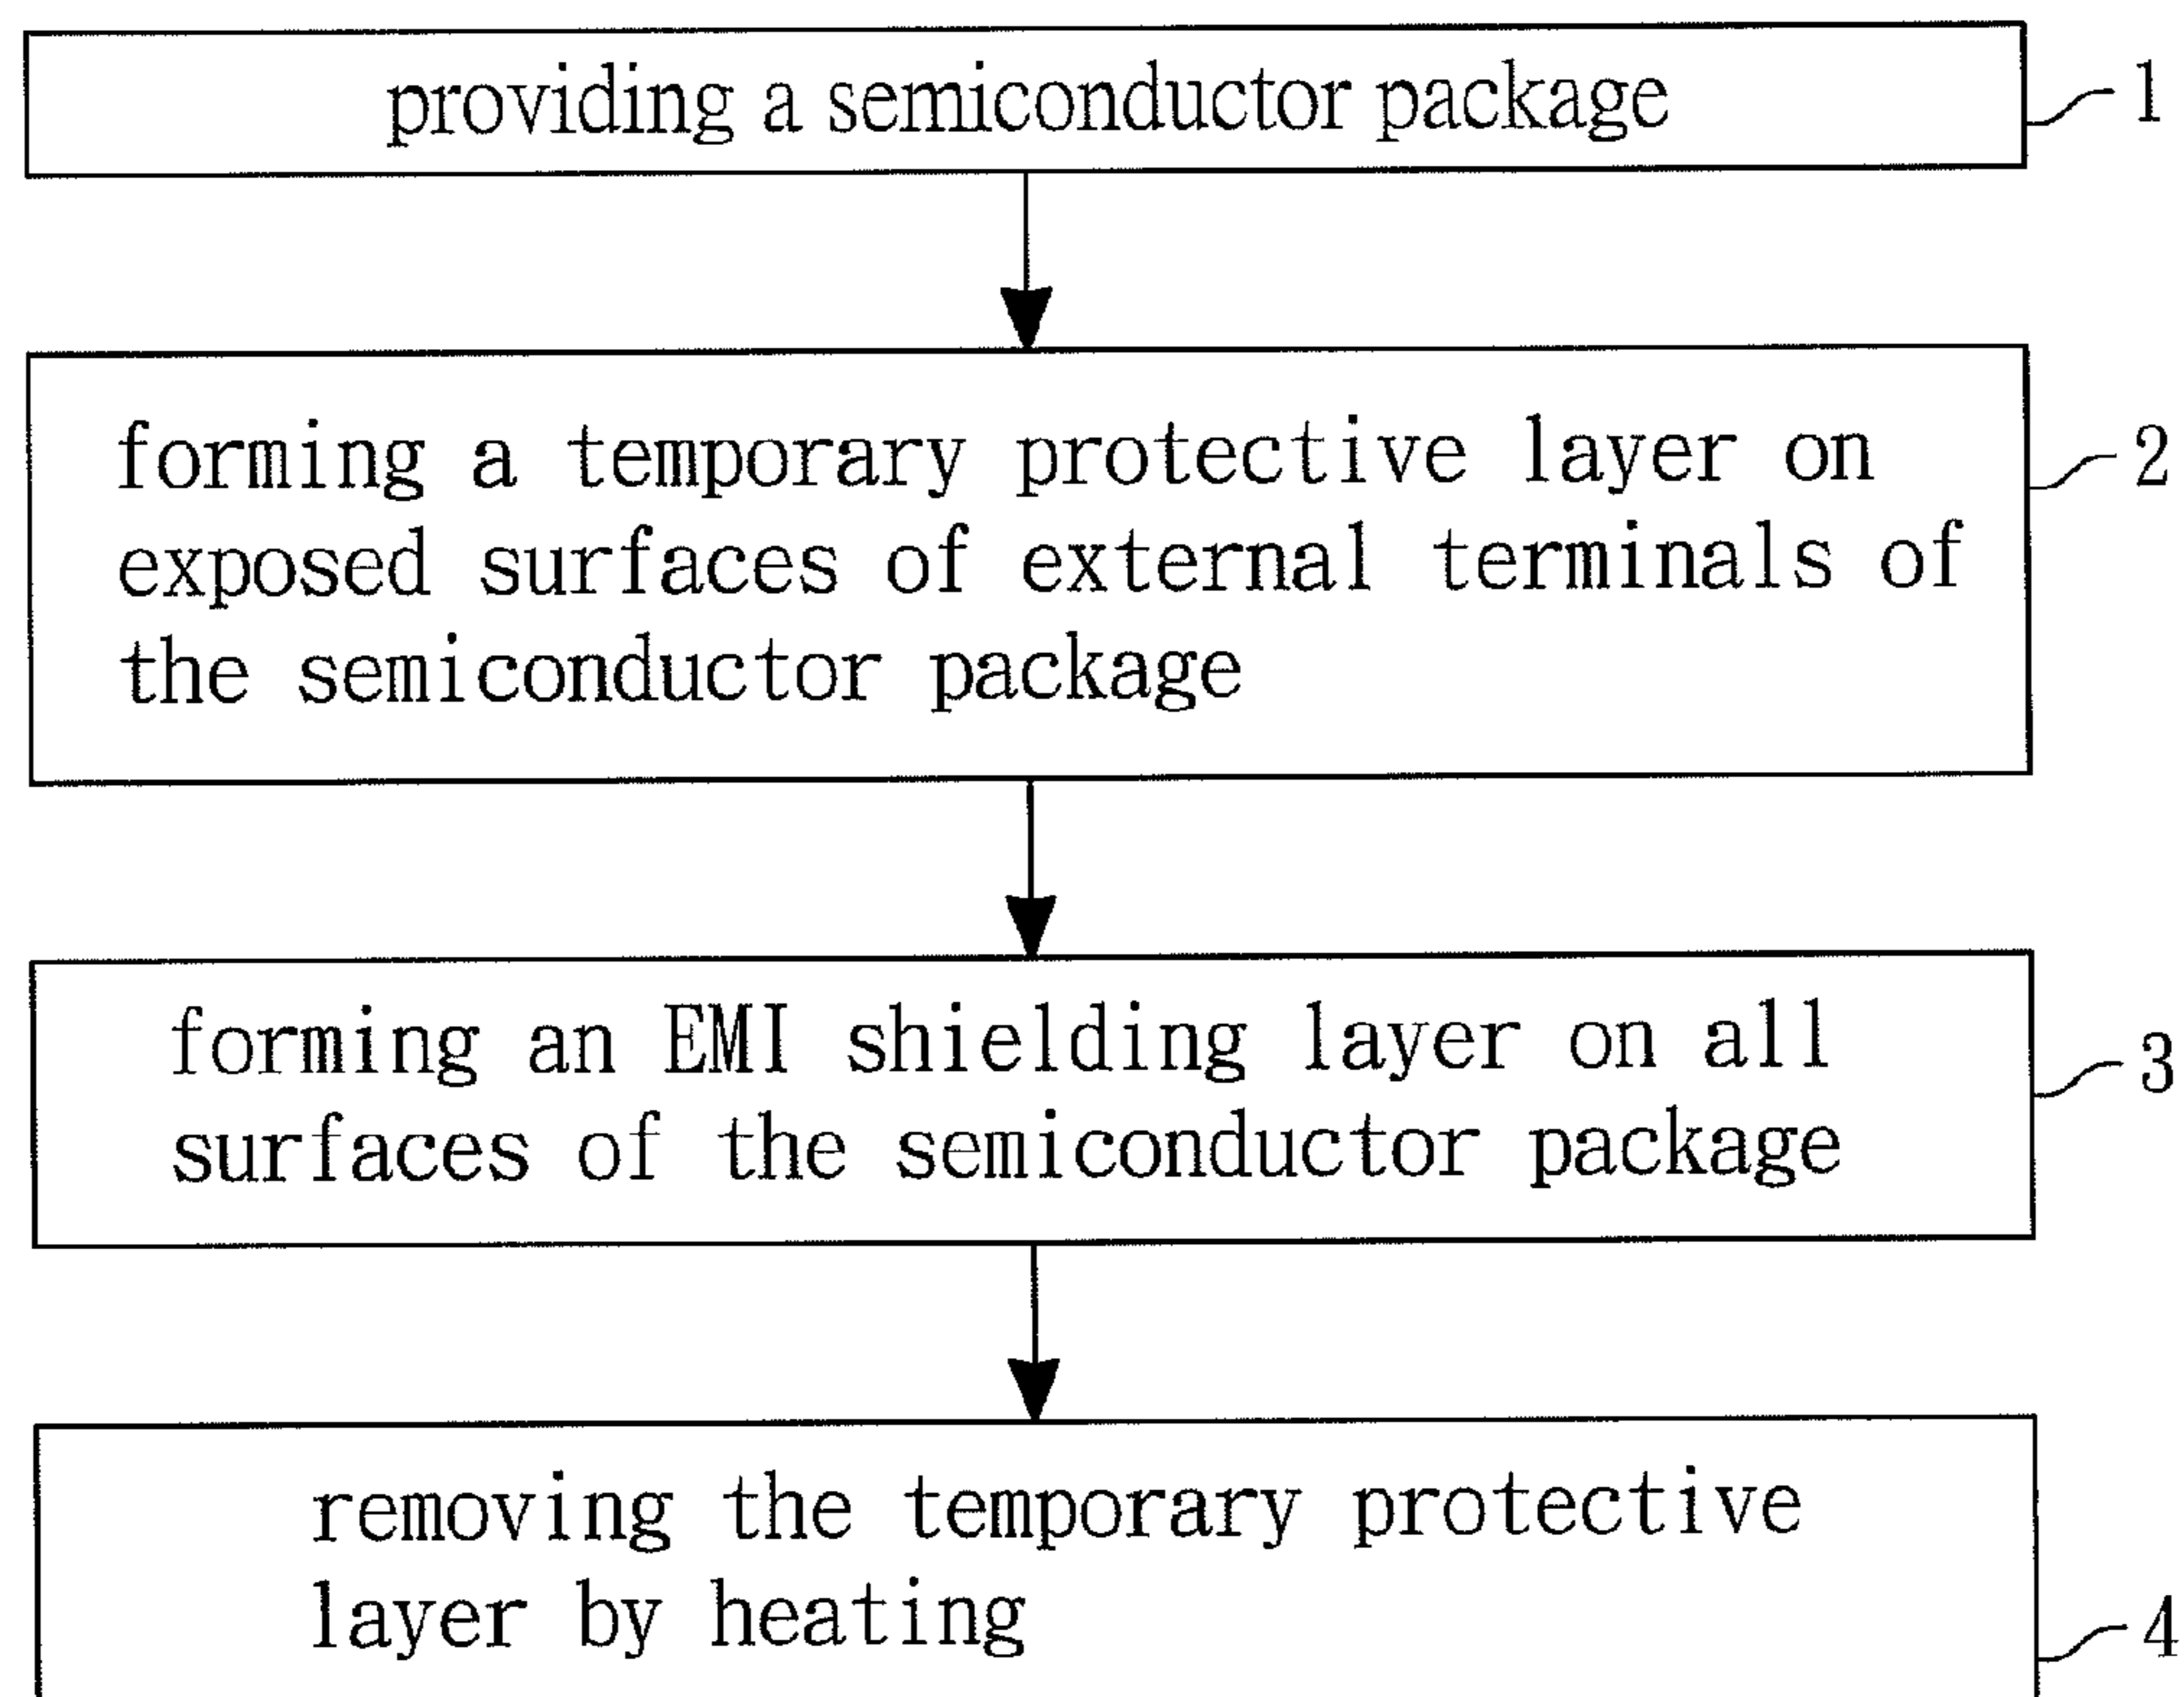 providing a semiconductor package
1
forming a temporary protective layer on
exposed surfaces of external terminals of
the semiconductor package
2
forming an EMI shielding layer on all
surfaces of the semiconductor package
3
removing the temporary protective
layer by heating
4